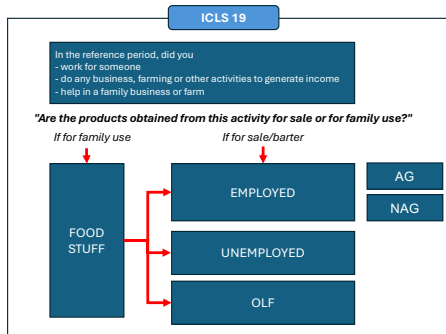 ICLS 19
In the reference period, did you
- work for someone
- do any business, farming or other activities to generate income
- help in a family business or farm
"Are the products obtained from this activity for sale or for family use?"
If for family use
If for sale/barter
FOOD
STUFF
EMPLOYED
AG
NAG
UNEMPLOYED
OLF